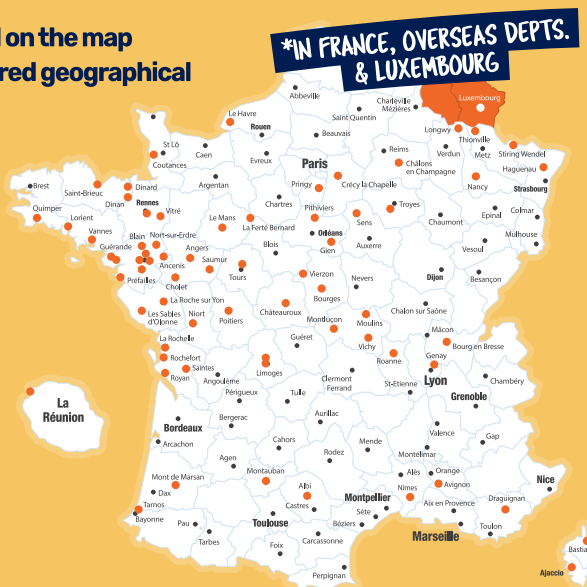 l on the map
red geographical
*IN FRANCE, OVERSEAS DEPTS.
& LUXEMBOURG
Abbeville
Charleville
Mézières
Luxembourg
Le Havre
Saint Quentin
Rouen
Beauvais
Longwy
Thionville
St Lô
Caen
Reims
Verdun
Metz
Stiring Wendel
Coutances
Evreux
Paris
Châlons
en Champagne
Haguenau
Brest
Saint-Brieuc
Dinard
Argentan
Pringy
Crécy la Chapelle
Nancy
Strasbourg
Quimper
Dinan
Rennes
Vitré
Chartres
Pithiviers
Troyes
Lorient
Le Mans
La Ferté Bernard
Sens
Chaumont
Epinal
Colmar
Vannes
Blain
Nort-sur-Erdre
Orléans
Gien
Auxerre
Mulhouse
Guérande
Angers
Saumur
Blois
Vesoul
Ancenis
Tours
Vierzon
Nevers
Dijon
Besançon
Préfailles
Cholet
Bourges
La Roche sur Yon
Châteauroux
Montluçon
Moulins
Chalon sur Saône
Les Sables
d'Olonne
Niort
Poitiers
Mâcon
La Rochelle
Guéret
Vichy
Bourg en Bresse
Rochefort
Roanne
Genay
Saintes
Limoges
Royan
Angoulème
Clermont
Ferrand
St-Etienne
Lyon
Chambéry
Périgueux
Tulle
Grenoble
La
Réunion
Bordeaux
Bergerac
Aurillac
Valence
Arcachon
Cahors
Mende
Gap
Agen
Rodez
Montélimar
Mont de Marsan
Montauban
Alès
Orange
Dax
Albi
Nîmes
Avignon
Nice
Tarnos
Castres
Montpellier
Aix en Provence
Draguignan
Bayonne
Toulouse
Sète
Pau
Béziers
Marseille
Toulon
Tarbes
Carcassonne
Foix
Bastia
Perpignan
Ajaccio